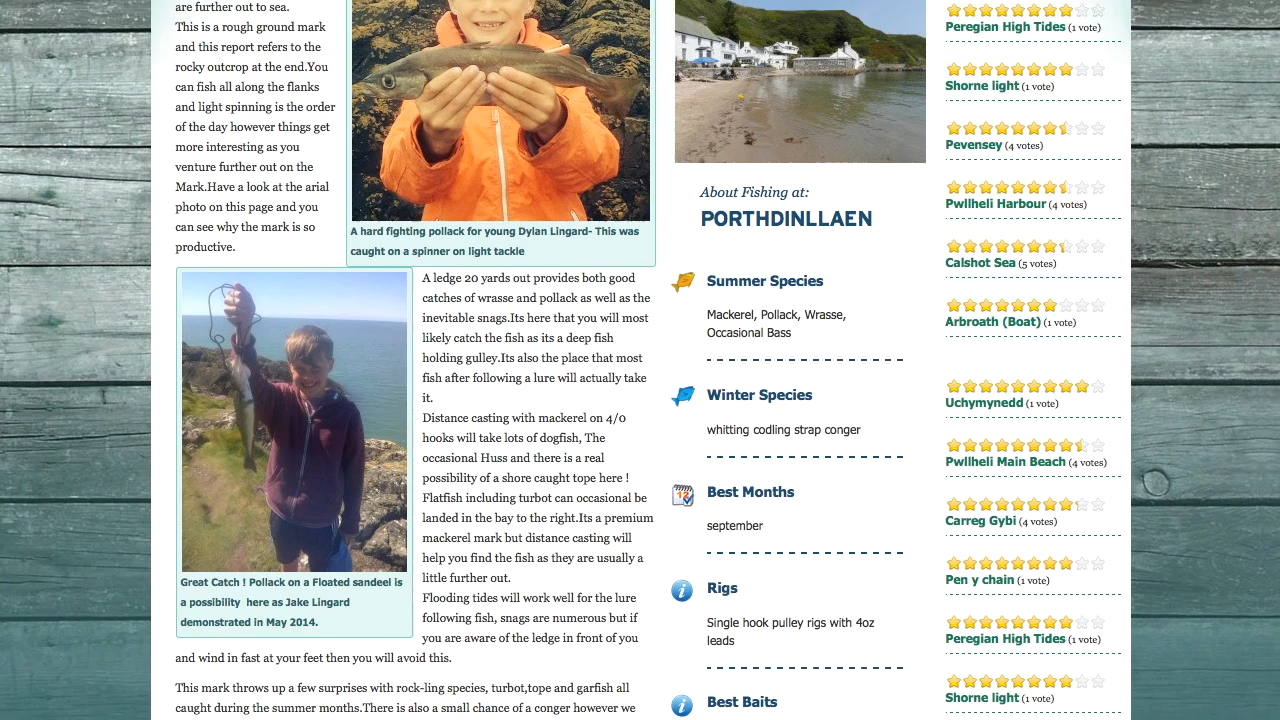 are further out to sea.
This is a rough ground mark
and this report refers to the
rocky outcrop at the end.You
can fish all along the flanks
and light spinning is the order
of the day however things get
more interesting as you
venture further out on the
Mark.Have a look at the arial
photo on this page and you
can see why the mark is so
productive.
A hard fighting pollack for young Dylan Lingard- This was
caught on a spinner on light tackle
Great Catch ! Pollack on a Floated sandeel is
a possibility here as Jake Lingard
demonstrated in May 2014.
A ledge 20 yards out provides both good
catches of wrasse and pollack as well as the
inevitable snags.Its here that you will most
likely catch the fish as its a deep fish
holding gulley.Its also the place that most
fish after following a lure will actually take
it.
Distance casting with mackerel on 4/0
hooks will take lots of dogfish, The
occasional Huss and there is a real
possibility of a shore caught tope here !
Flatfish including turbot can occasional be
landed in the bay to the right.Its a premium
mackerel mark but distance casting will
help you find the fish as they are usually a
little further out.
Flooding tides will work well for the lure
following fish, snags are numerous but if
you are aware of the ledge in front of you
and wind in fast at your feet then you will avoid this.
This mark throws up a few surprises with rock-ling species, turbot,tope and garfish all
caught during the summer months.There is also a small chance of a conger however we
About Fishing at:
PORTHDINLLAEN
Summer Species
Mackerel, Pollack, Wrasse,
Occasional Bass
Winter Species
whitting codling strap conger
Best Months
september
Rigs
Single hook pulley rigs with 4oz
leads
Best Baits
Peregian High Tides (1 vote)
Shorne light (1 vote)
Pevensey (4 votes)
Pwllheli Harbour (4 votes)
Calshot Sea (5 votes)
Arbroath (Boat) (1 vote)
Uchymynedd (1 vote)
Pwllheli Main Beach (4 votes)
Carreg Gybi (4 votes)
Pen y chain (1 vote)
Peregian High Tides (1 vote)
Shorne light (1 vote)